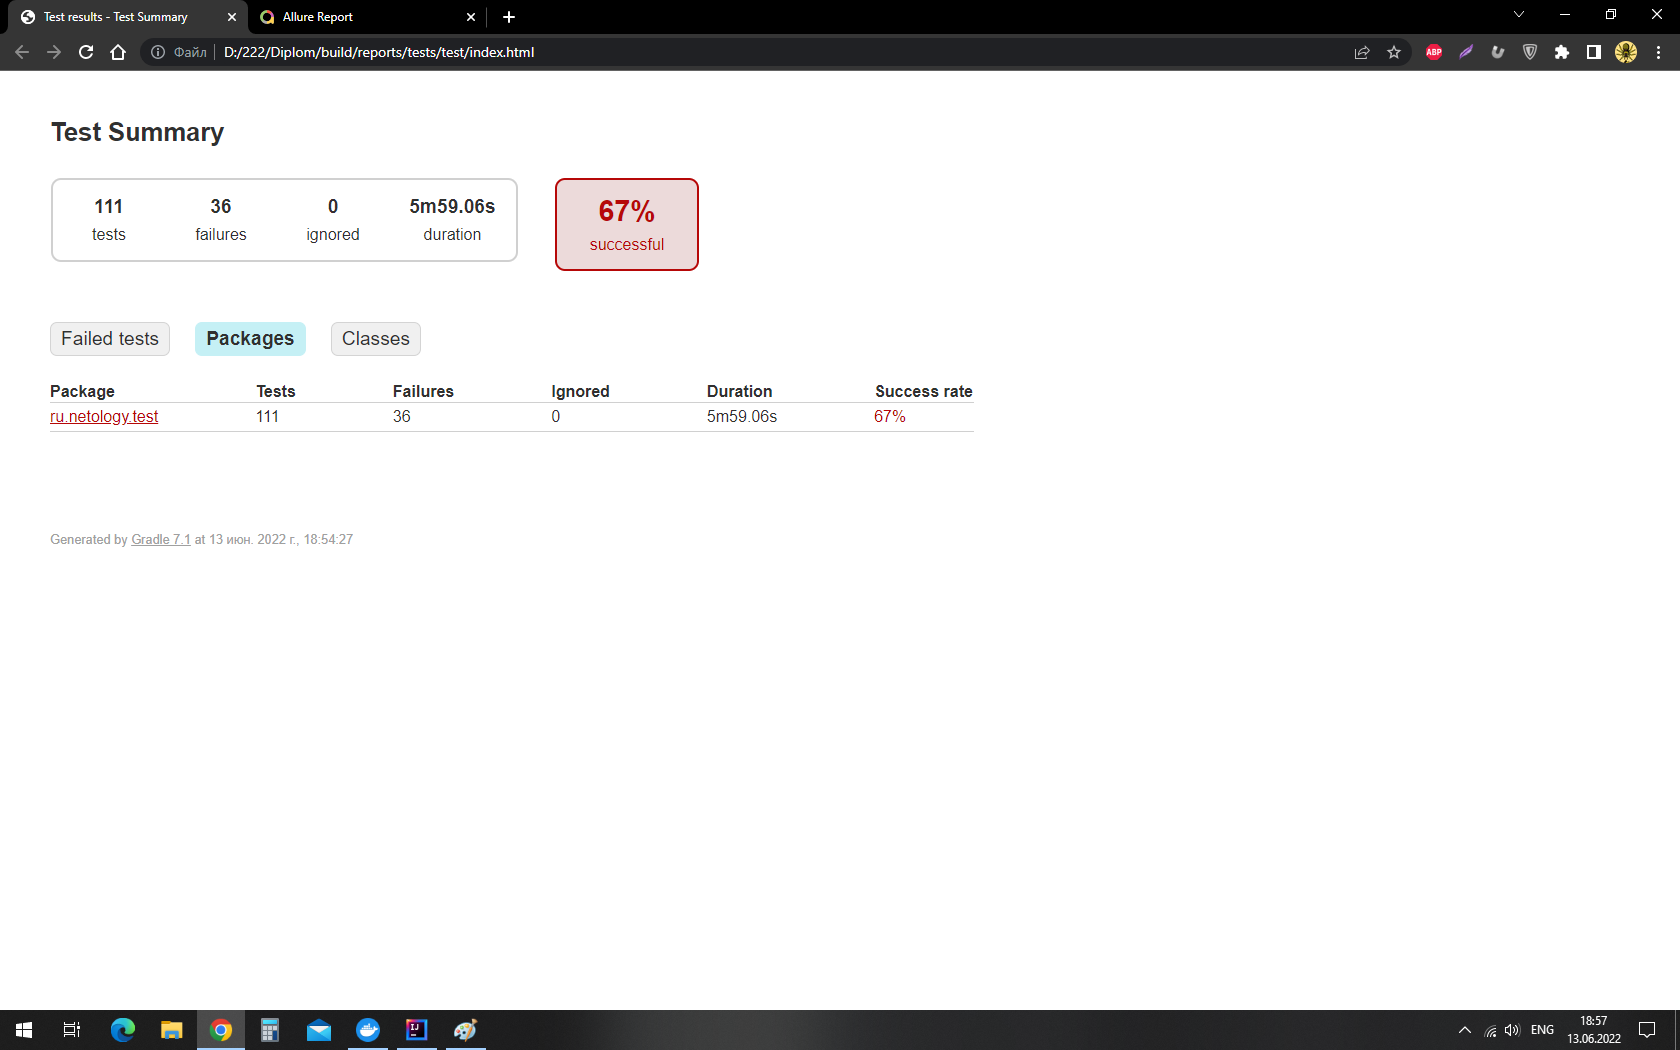 Test results - Test Summary
Allure Report
Файл
D:/222/Diplom/build/reports/tests/test/index.html
ABP
Test Summary
111 36 0 5m59.06s
tests failures ignored duration
67%
successful
Failed tests Packages Classes
Package Tests Failures Ignored Duration Success rate
ru.netology.test 111 36 0 5m59.06s 67%
Generated by Gradle 7.1 at 13 июн. 2022 г., 18:54:27
IJ
ENG
18:57
13.06.2022